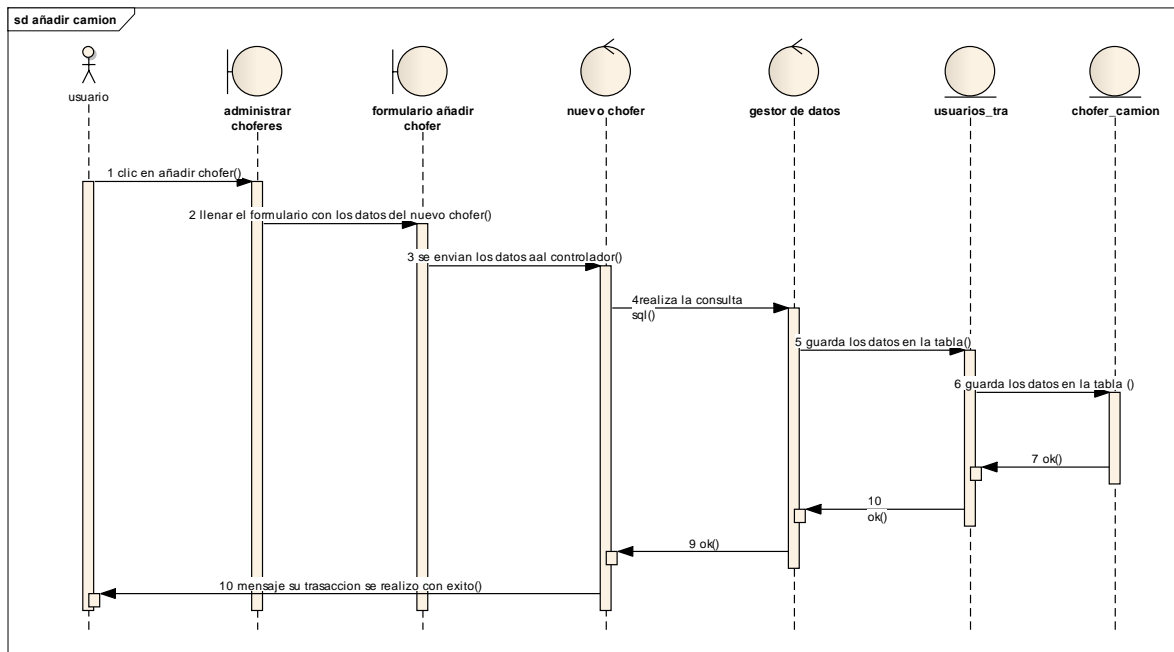 sd añadir camion
usuario
administrar
choferes
formulario añadir
chofer
nuevo chofer
gestor de datos
usuarios_tra
chofer_camion
1 clic en añadir chofer()
2 llenar el formulario con los datos del nuevo chofer()
3 se envian los datos aal controlador()
4realiza la consulta
sql()
5 guarda los datos en la tabla()
6 guarda los datos en la tabla ()
7 ok()
10
ok()
9 ok()
10 mensaje su trasaccion se realizo con exito()